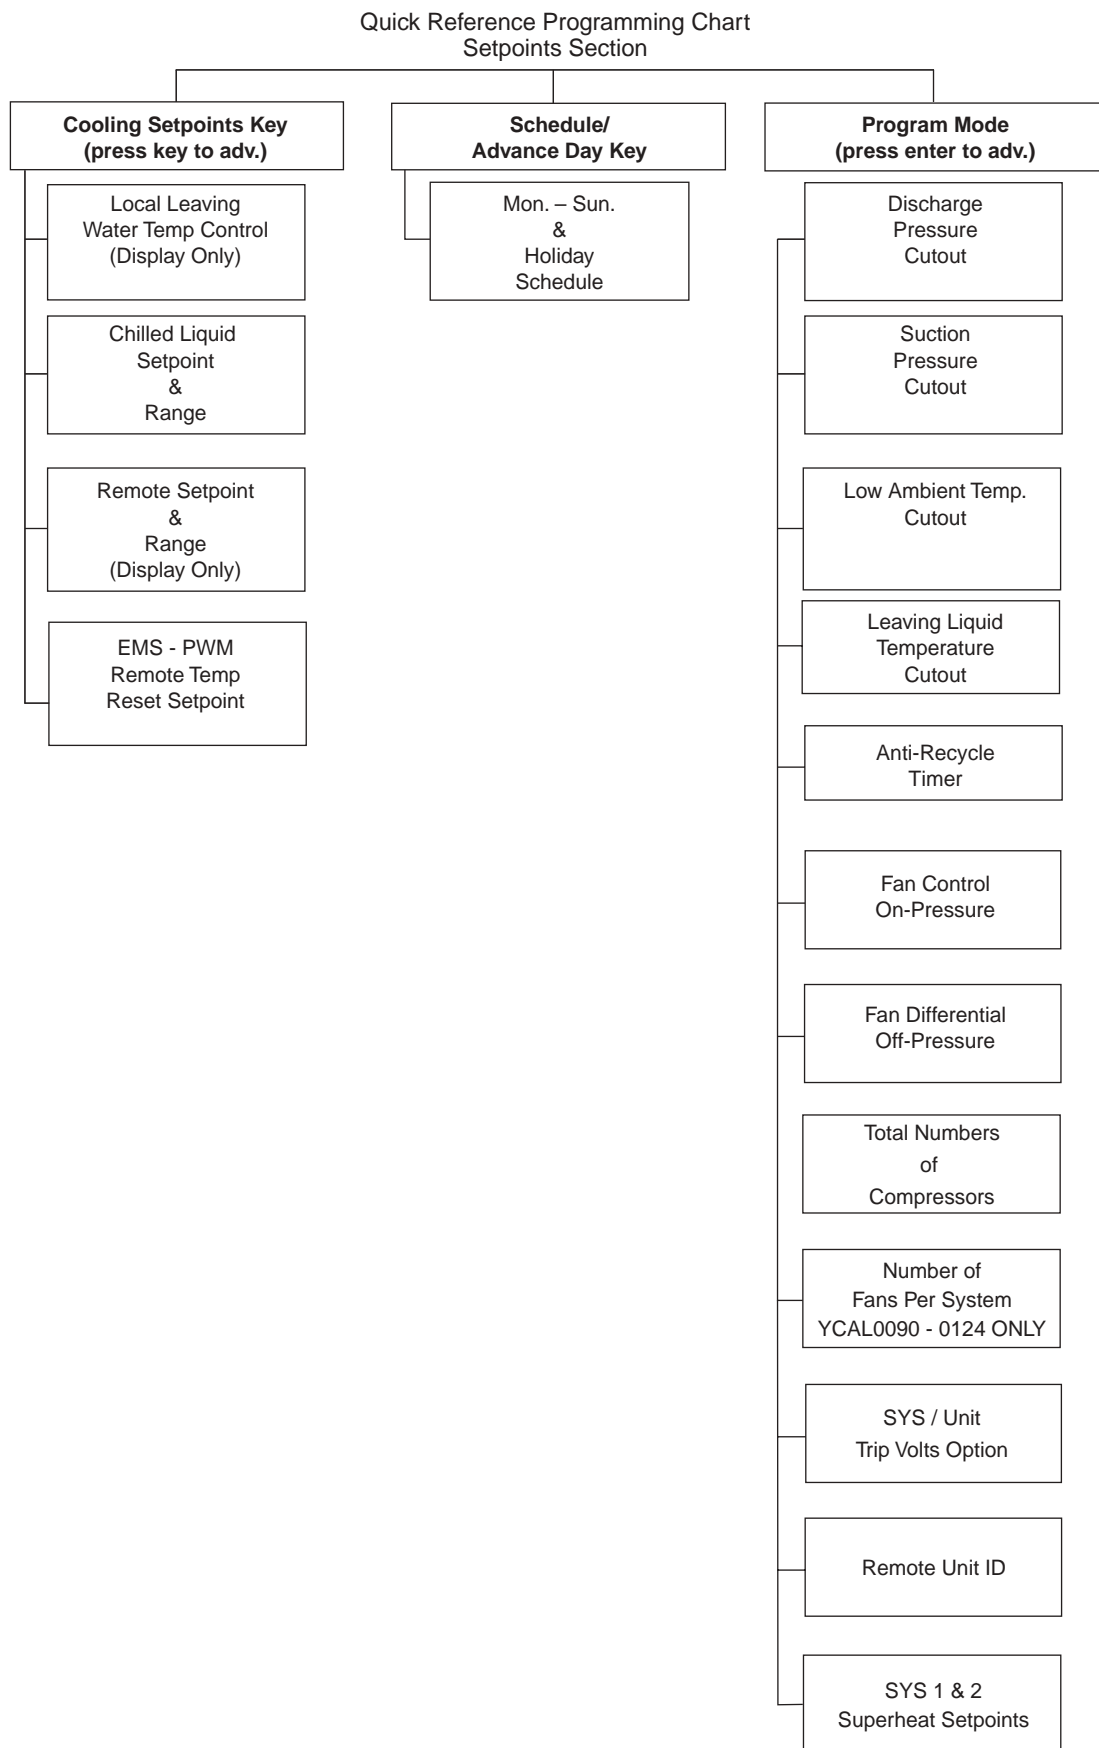 Quick Reference Programming Chart
Setpoints Section
Cooling Setpoints Key
(press key to adv.)
Local Leaving
Water Temp Control
(Display Only)
Chilled Liquid
Setpoint
&
Range
Remote Setpoint
&
Range
(Display Only)
EMS - PWM
Remote Temp
Reset Setpoint
Schedule/
Advance Day Key
Mon. – Sun.
&
Holiday
Schedule
Program Mode
(press enter to adv.)
Discharge
Pressure
Cutout
Suction
Pressure
Cutout
Low Ambient Temp.
Cutout
Leaving Liquid
Temperature
Cutout
Anti-Recycle
Timer
Fan Control
On-Pressure
Fan Differential
Off-Pressure
Total Numbers
of
Compressors
Number of
Fans Per System
YCAL0090 - 0124 ONLY
SYS / Unit
Trip Volts Option
Remote Unit ID
SYS 1 & 2
Superheat Setpoints